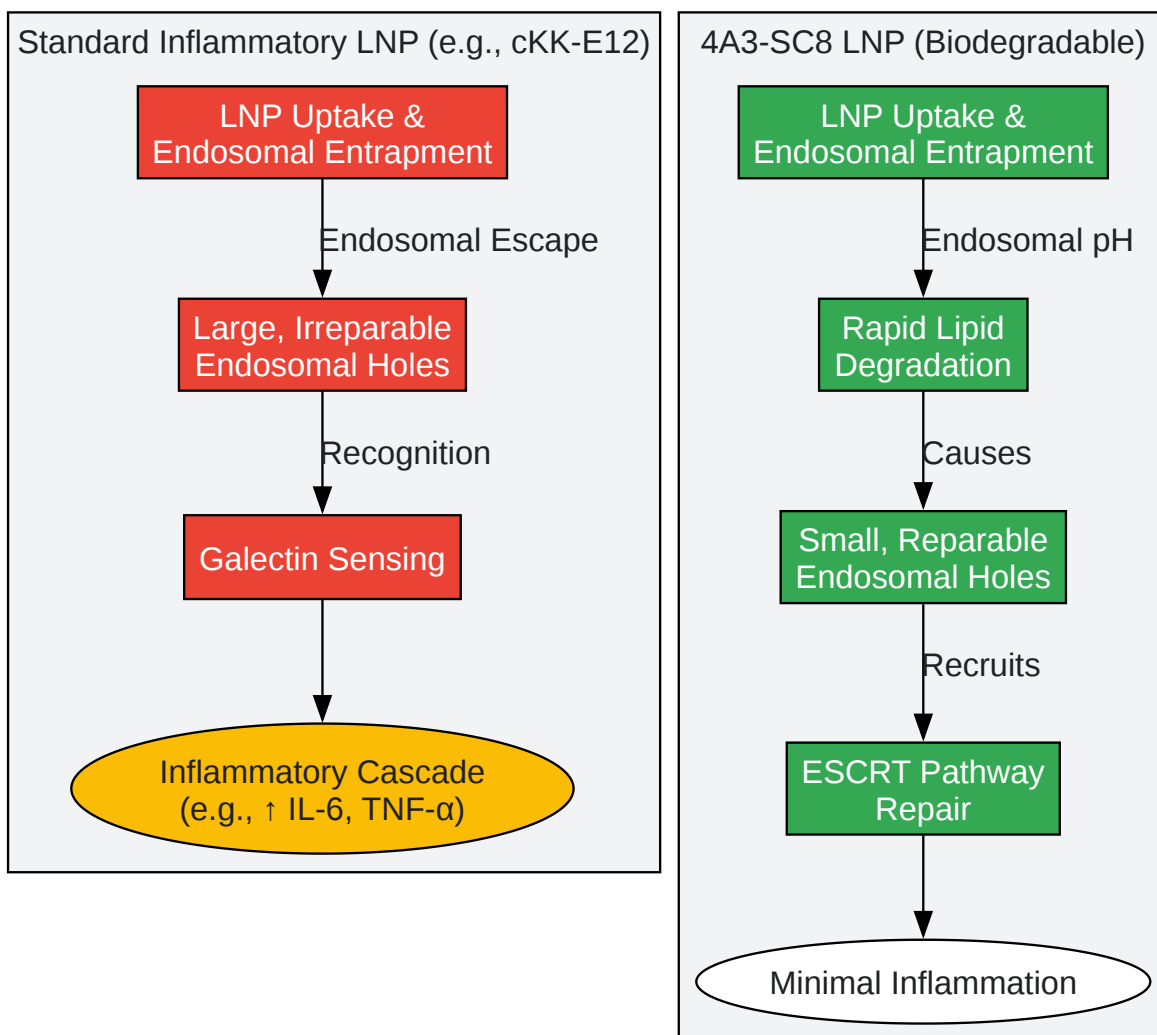 Standard Inflammatory LNP (e.g., cKK-E12)
LNP Uptake &
Endosomal Entrapment
Endosomal Escape
Large, Irreparable
Endosomal Holes
Recognition
Galectin Sensing
Inflammatory Cascade
(e.g., ↑ IL-6, TNF-α)
4A3-SC8 LNP (Biodegradable)
LNP Uptake &
Endosomal Entrapment
Endosomal pH
Rapid Lipid
Degradation
Causes
Small, Reparable
Endosomal Holes
Recruits
ESCRT Pathway
Repair
Minimal Inflammation